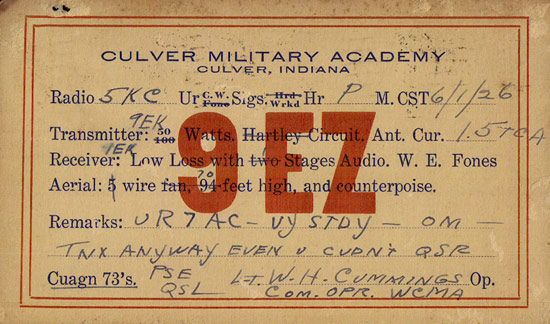 CULVER MILITARY ACADEMY
CULVER, INDIANA
Radio 5KC Ur C.W. Fone Sigs. Hrd Wrkd Hr P M. CST 6/1/26
9EK
Transmitter: 50 100 Watts. Hartley Circuit. Ant. Cur. 1.5 TCA
Receiver: Low Loss with two Stages Audio. W. E. Fones
70
Aerial: 5 wire fan, 94 feet high, and counterpoise.
9EZ
Remarks: UR 7 AC - VY STDY - OM -
TNX ANYWAY EVEN U CUDN'T QSR
Cuagn 73's. PSE QSL LT. W. H. CUMMINGS Op.
COM. OPR. WCMA